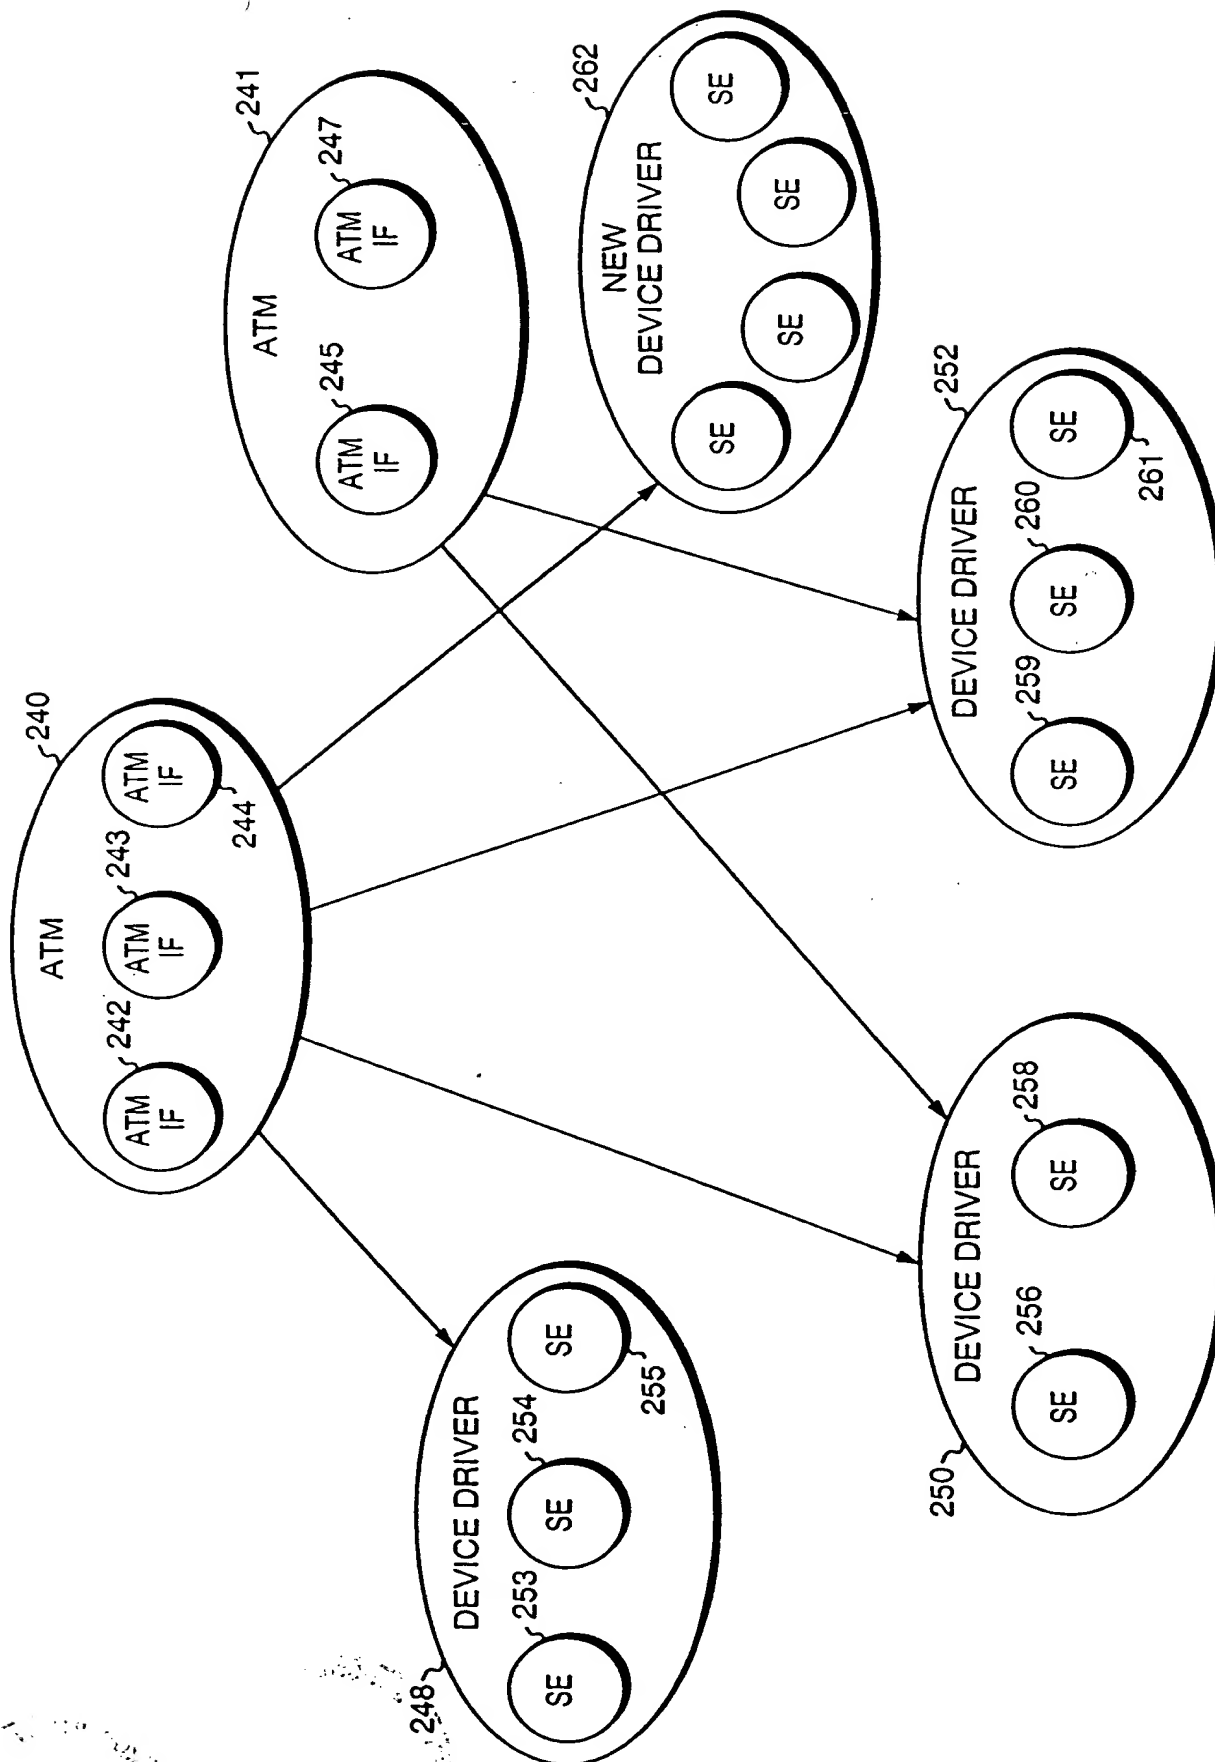 240
ATM
242
243
ATM
IF
ATM
IF
ATM
IF
244
241
ATM
245
247
ATM
IF
ATM
IF
248
DEVICE DRIVER
253
254
SE
SE
SE
255
262
NEW
DEVICE DRIVER
SE
SE
SE
SE
250
DEVICE DRIVER
256
258
SE
SE
252
DEVICE DRIVER
259
260
SE
SE
SE
261